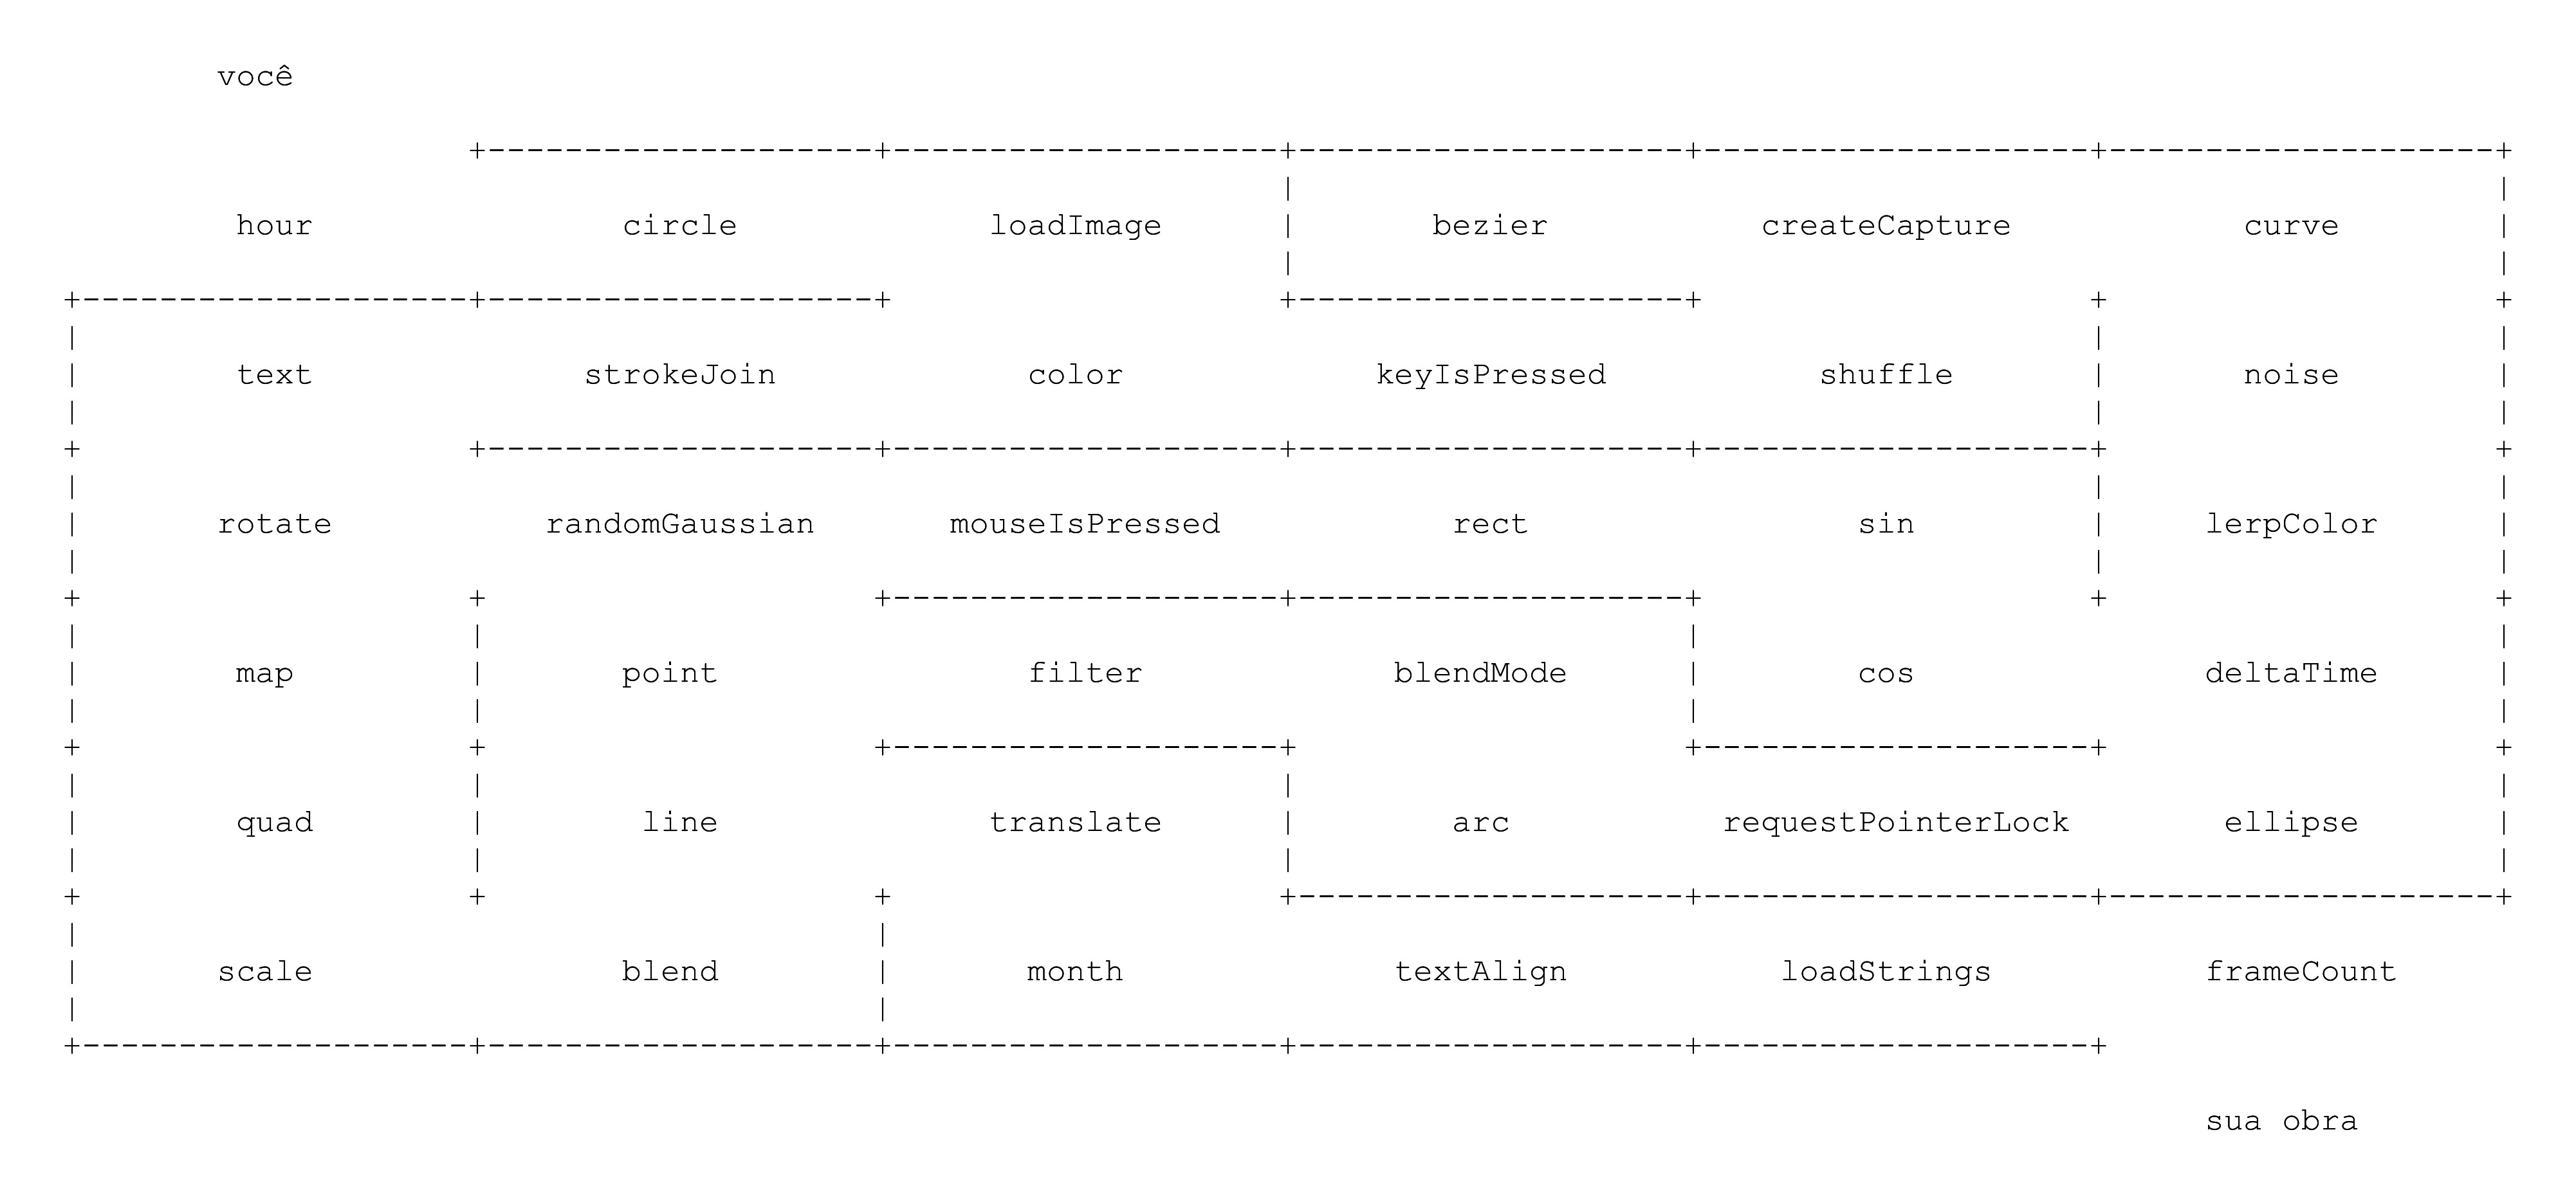 você
hour circle loadImage bezier createCapture curve
text strokeJoin color keyIsPressed shuffle noise
rotate randomGaussian mouseIsPressed rect sin lerpColor
map point filter blendMode cos deltaTime
quad line translate arc requestPointerLock ellipse
scale blend month textAlign loadStrings frameCount
sua obra